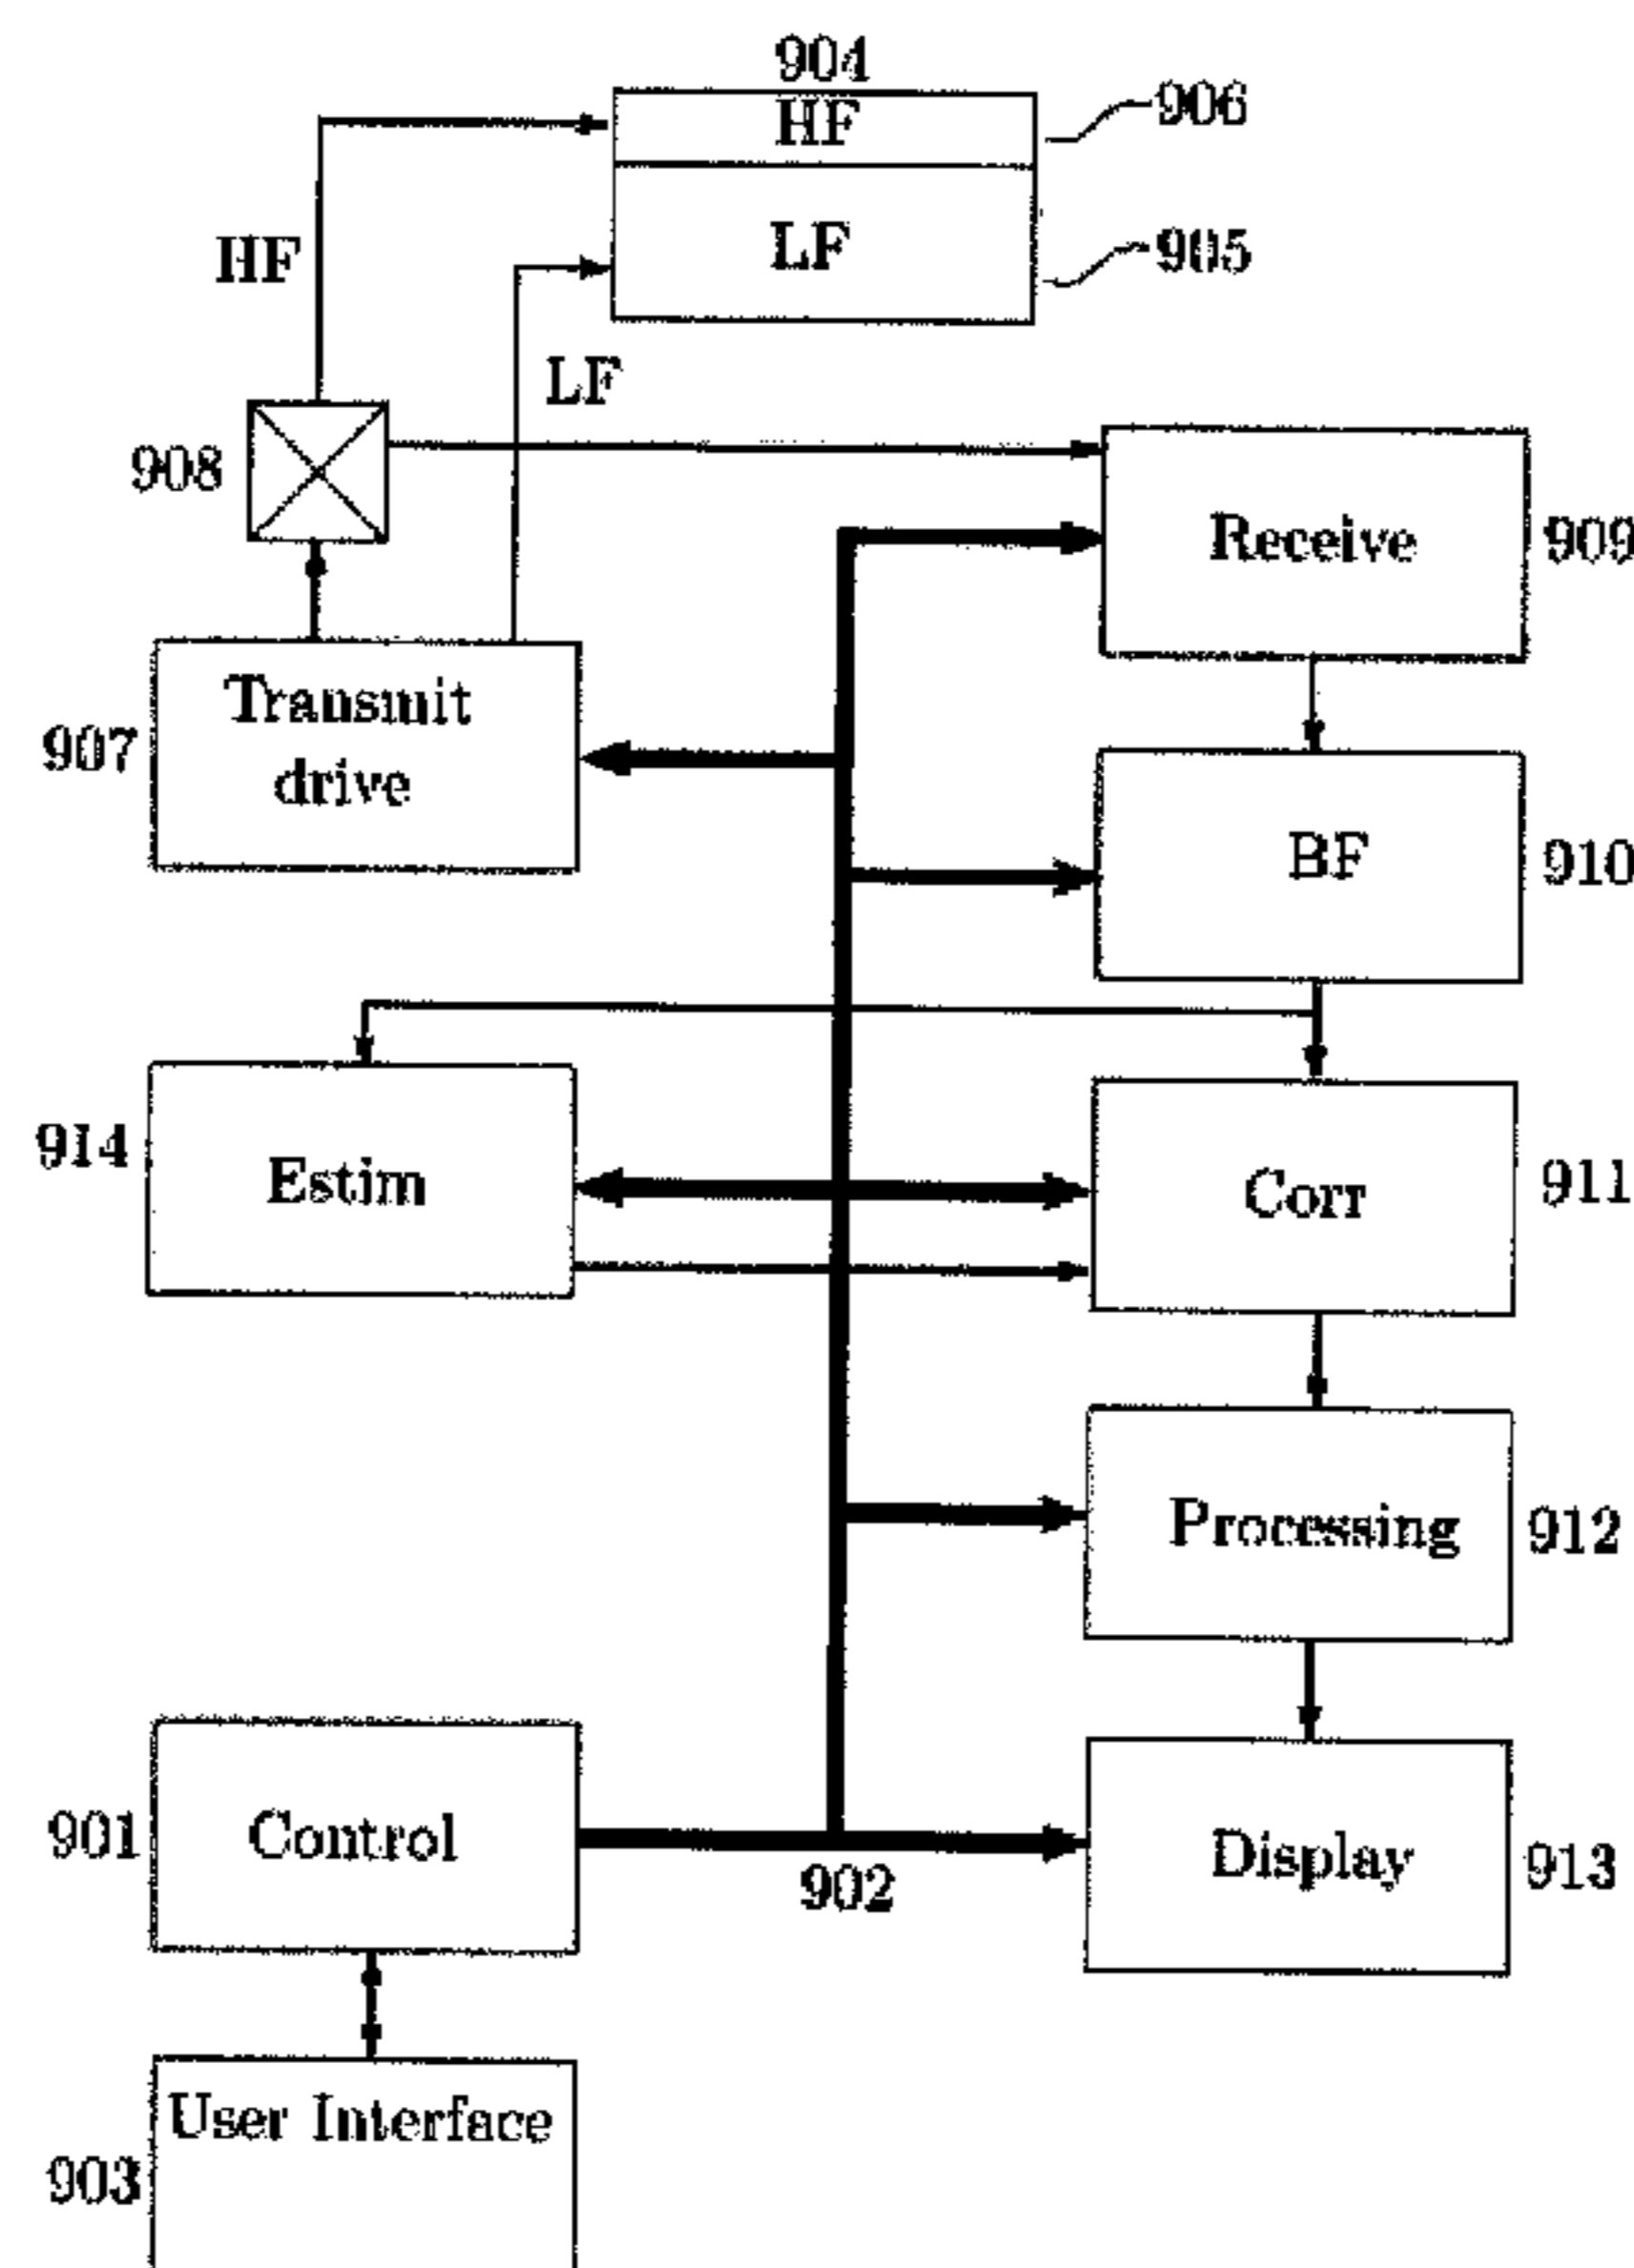 904
HF
906
HF
LF
905
LF
908
Receive
909
Transmit
drive
907
BF
910
914
Estim
Corr
911
Processing
912
901
Control
902
Display
913
User Interface
903